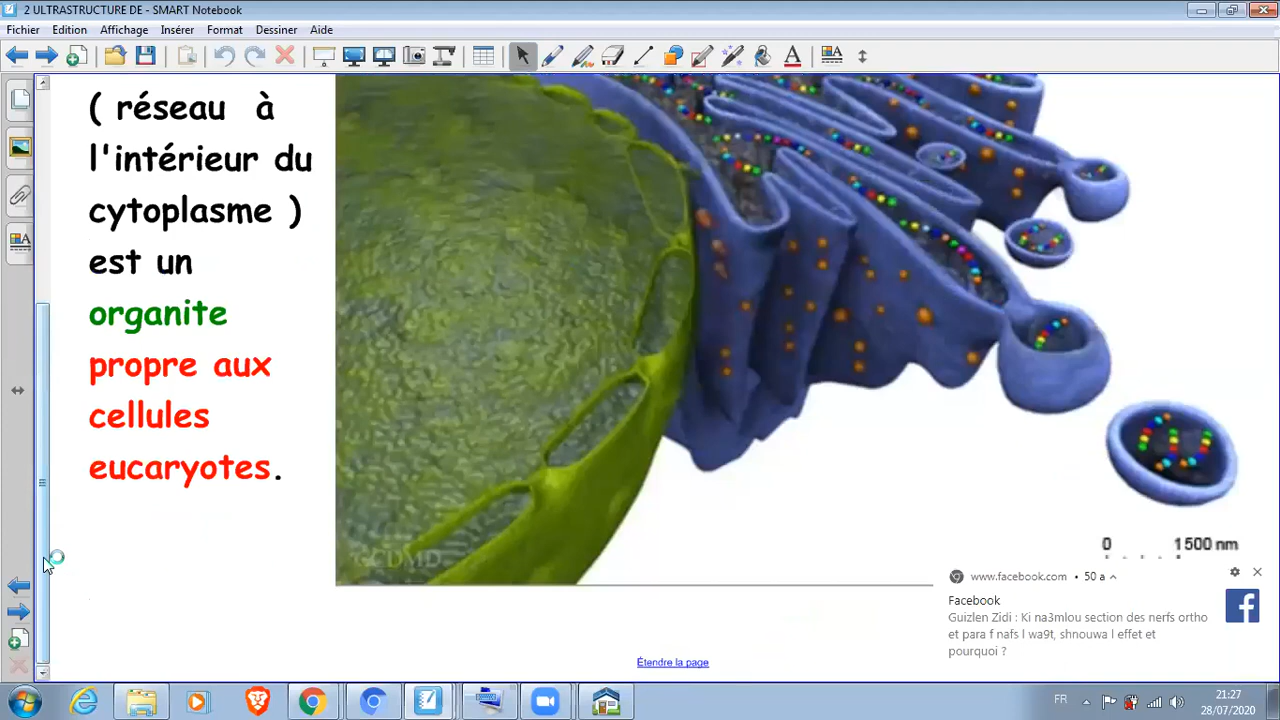 2 ULTRASTRUCTURE DE - SMART Notebook
Fichier Edition Affichage Insérer Format Dessiner Aide
( réseau à
l'intérieur du
cytoplasme )
est un
organite
propre aux
cellules
eucaryotes.
©CDMD
0 1500 nm
www.facebook.com • 50 a
Facebook
Guizlen Zidi : Ki na3mlou section des nerfs ortho
et para f nafs l wa9t, shnouwa l effet et
pourquoi ?
Étendre la page
FR
21:27
28/07/2020